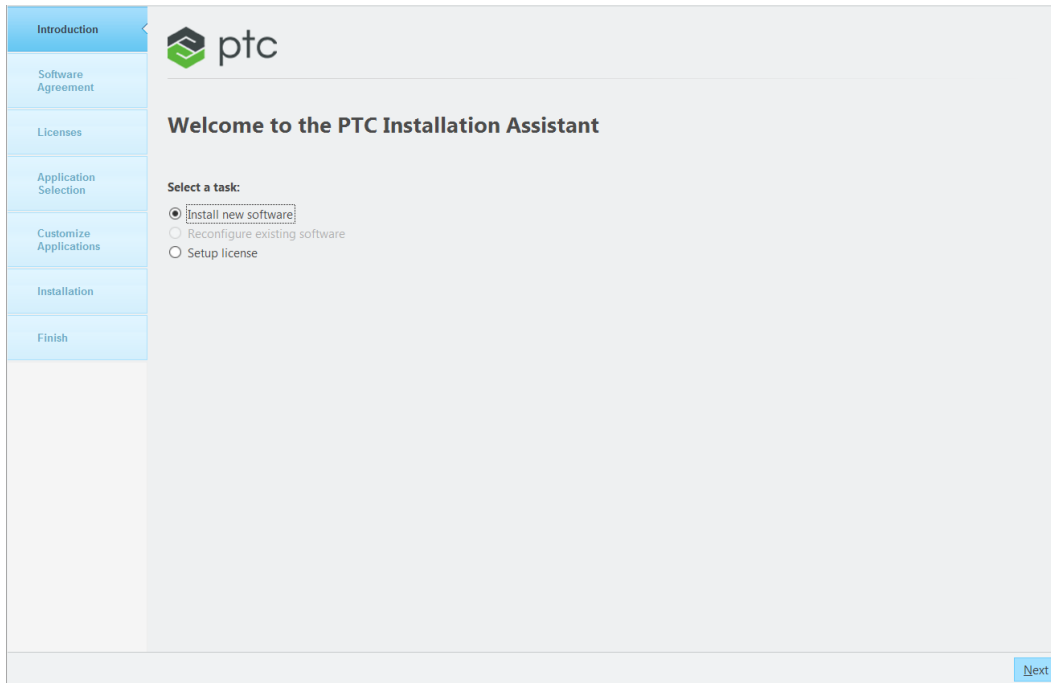 Introduction
Software
Agreement
Licenses
Application
Selection
Customize
Applications
Installation
Finish
ptc
Welcome to the PTC Installation Assistant
Select a task:
Install new software
Reconfigure existing software
Setup license
Next